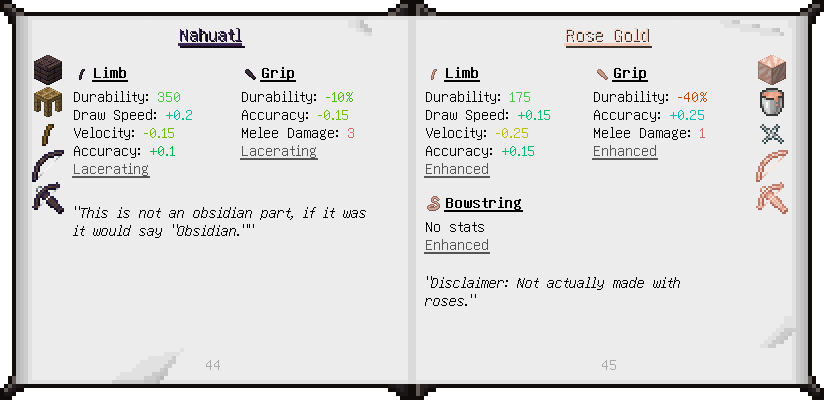 Nahuatl
Limb
Durability: 350
Draw Speed: +0.2
Velocity: -0.15
Accuracy: +0.1
Lacerating
Grip
Durability: -10%
Accuracy: -0.15
Melee Damage: 3
Lacerating
"This is not an obsidian part, if it was
it would say "Obsidian.""
44
Rose Gold
Limb
Durability: 175
Draw Speed: +0.15
Velocity: -0.25
Accuracy: +0.15
Enhanced
Grip
Durability: -40%
Accuracy: +0.25
Melee Damage: 1
Enhanced
Bowstring
No stats
Enhanced
"Disclaimer: Not actually made with
roses."
45